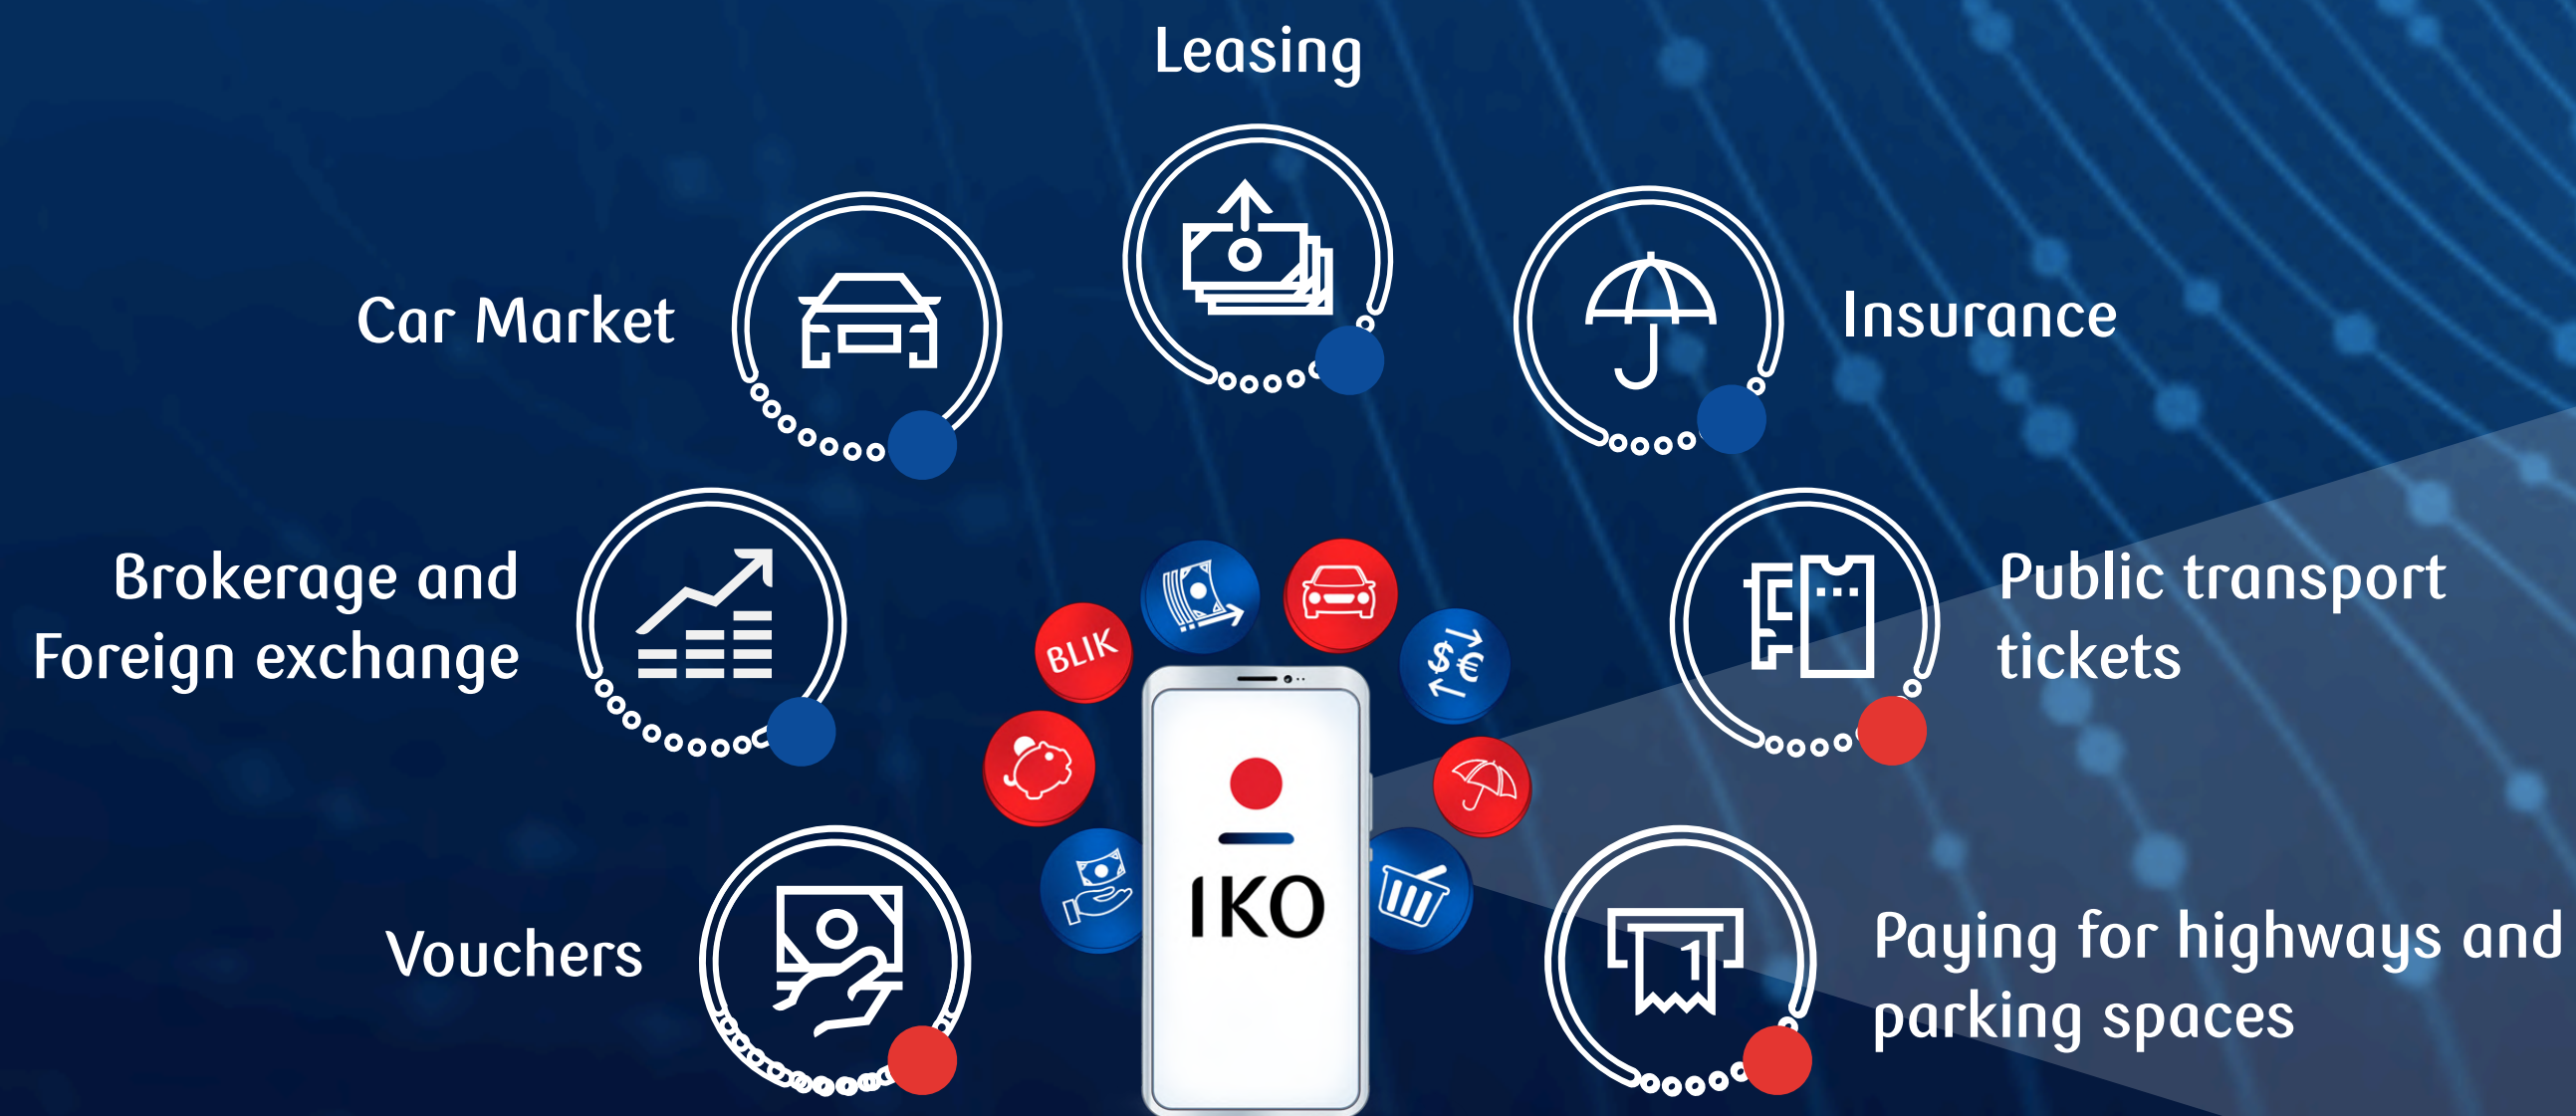 Leasing
Car Market
Insurance
Brokerage and
Foreign exchange
Public transport
tickets
BLIK
$€
IKO
Vouchers
1
Paying for highways and
parking spaces